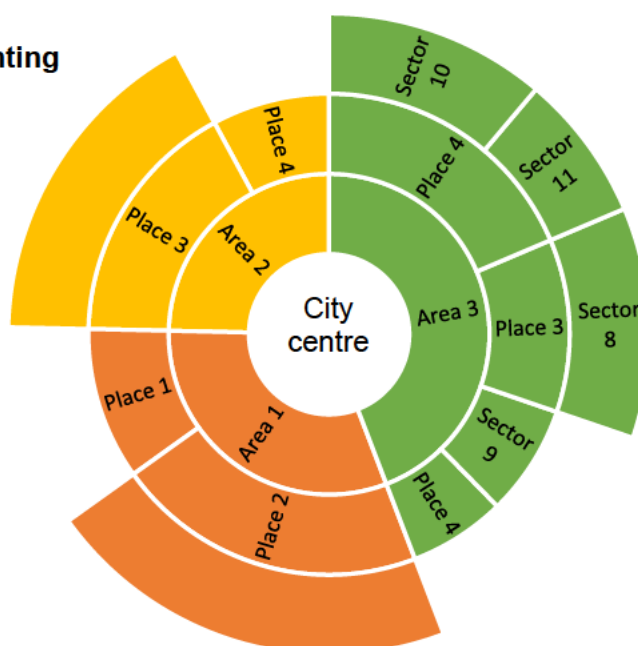 Sector
10
Place 4
Place 4
Sector
11
Place 3
Area 2
City
centre
Area 3
Place 3
Sector
8
Place 1
Area 1
Sector
9
Place 2
Place 4